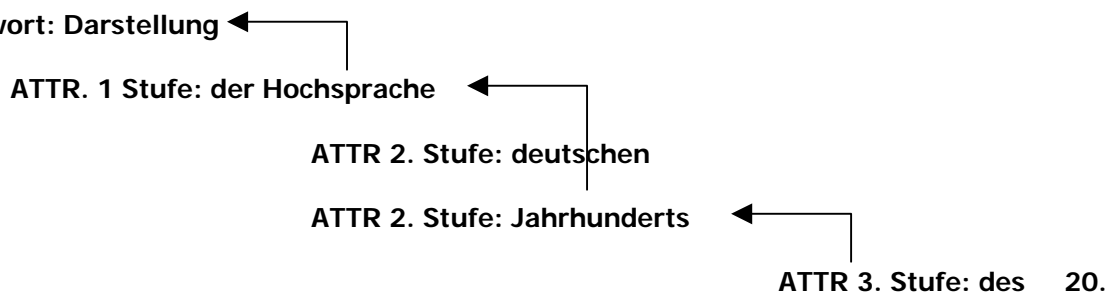 wort: Darstellung
ATTR. 1 Stufe: der Hochsprache
ATTR 2. Stufe: deutschen
ATTR 2. Stufe: Jahrhunderts
ATTR 3. Stufe: des 20.